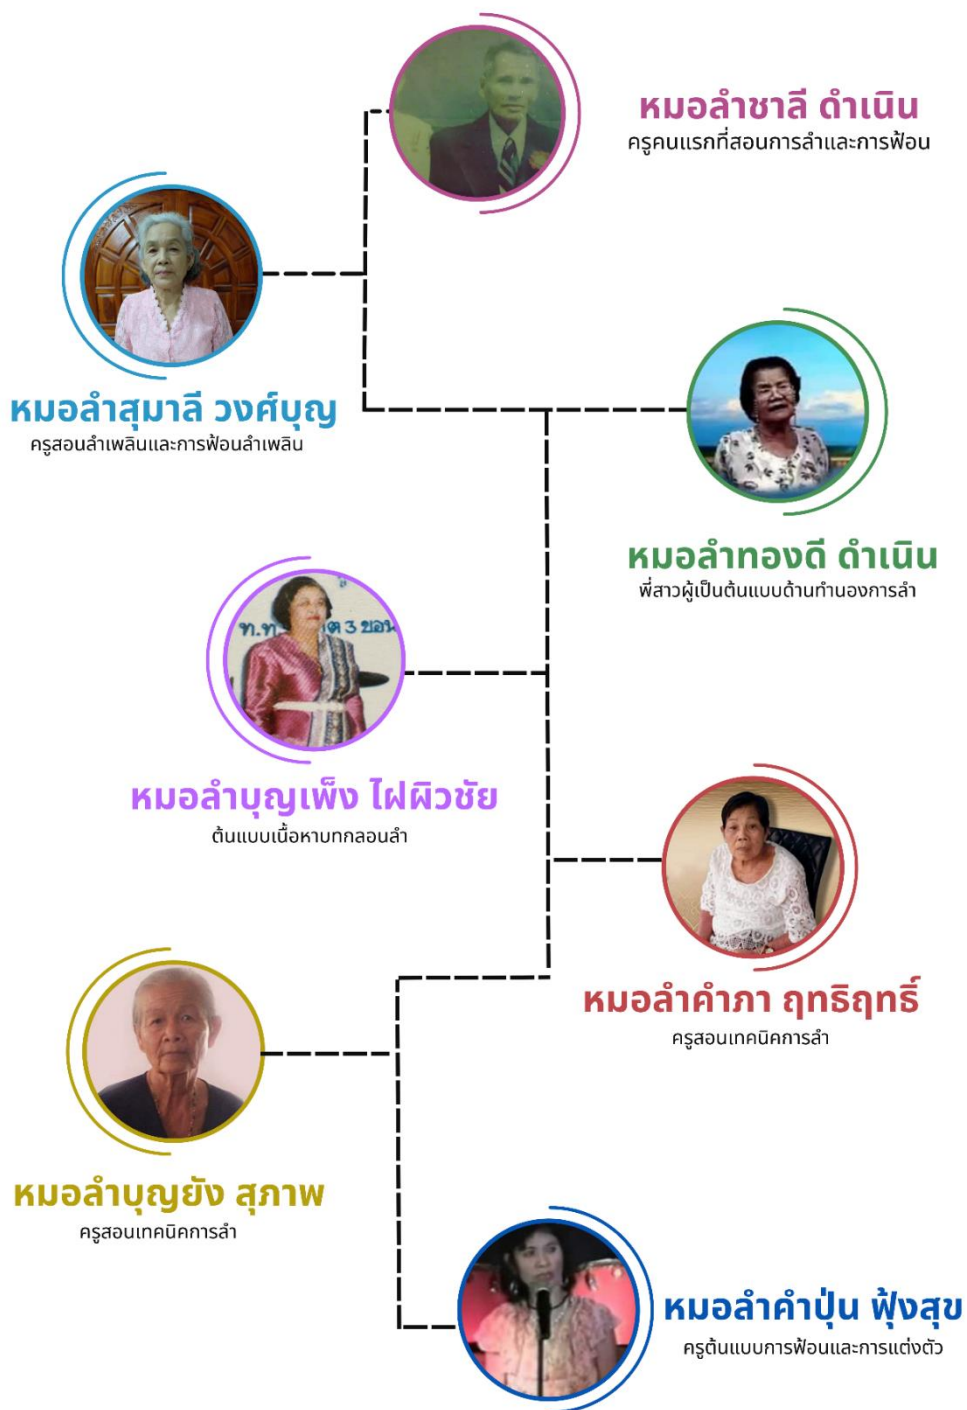 หมอลำชาลี ดำเนิน
ครูคนแรกที่สอนการลำและการฟ้อน
หมอลำสุมาลี วงศ์บุญ
ครูสอนลำเพลินและการฟ้อนลำเพลิน
หมอลำทองดี ดำเนิน
พี่สาวผู้เป็นต้นแบบด้านทำนองการลำ
ท.ท.
ต 3 ขอน
หมอลำบุญเพ็ง ไฝผิวชัย
ต้นแบบเนื้อหาบทกลอนลำ
หมอลำคำภา ฤทธิฤทธิ์
ครูสอนเทคนิคการลำ
หมอลำบุญยัง สุภาพ
ครูสอนเทคนิคการลำ
หมอลำคำปุ่น ฟุ้งสุข
ครูต้นแบบการฟ้อนและการแต่งตัว